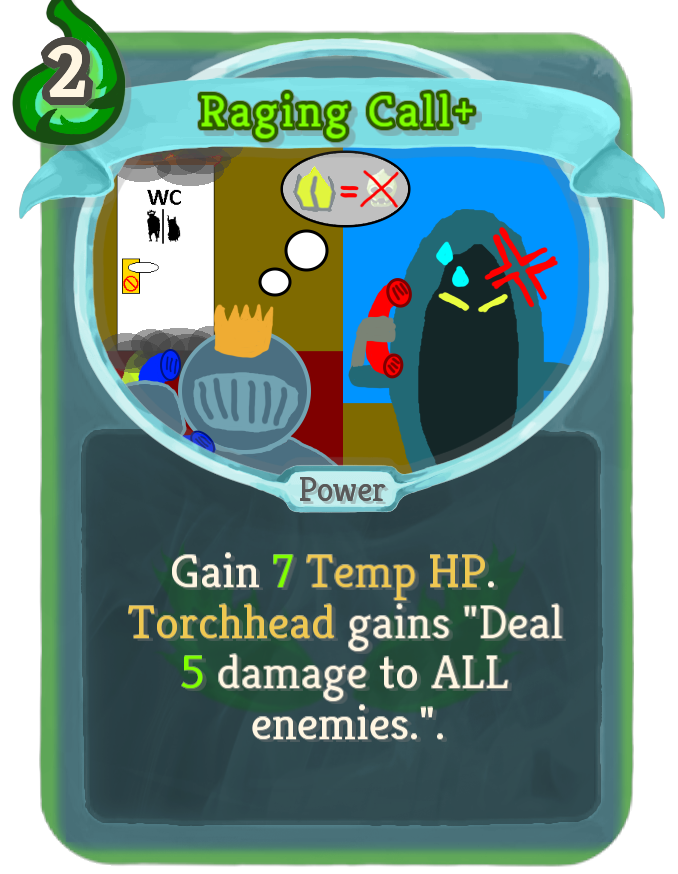 2
Raging Call+
WC
=
Power
Gain 7 Temp HP.
Torchhead gains "Deal
5 damage to ALL
enemies.".